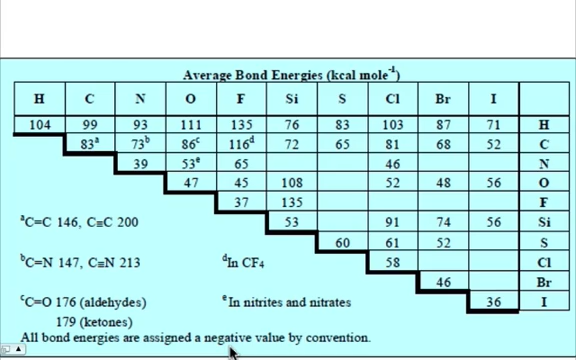 Average Bond Energies (kcal mole⁻¹)
H C N O F Si S Cl Br I
104 99 93 111 135 76 83 103 87 71 H
83ᵃ 73ᵇ 86ᶜ 116ᵈ 72 65 81 68 52 C
39 53ᵉ 65 46 N
47 45 108 52 48 56 O
37 135 F
ᵃC=C 146, C≡C 200 53 91 74 56 Si
60 61 52 S
ᵇC=N 147, C≡N 213 ᵈIn CF₄ 58 Cl
46 Br
ᶜC=O 176 (aldehydes) ᵉIn nitrites and nitrates 36 I
179 (ketones)
All bond energies are assigned a negative value by convention.